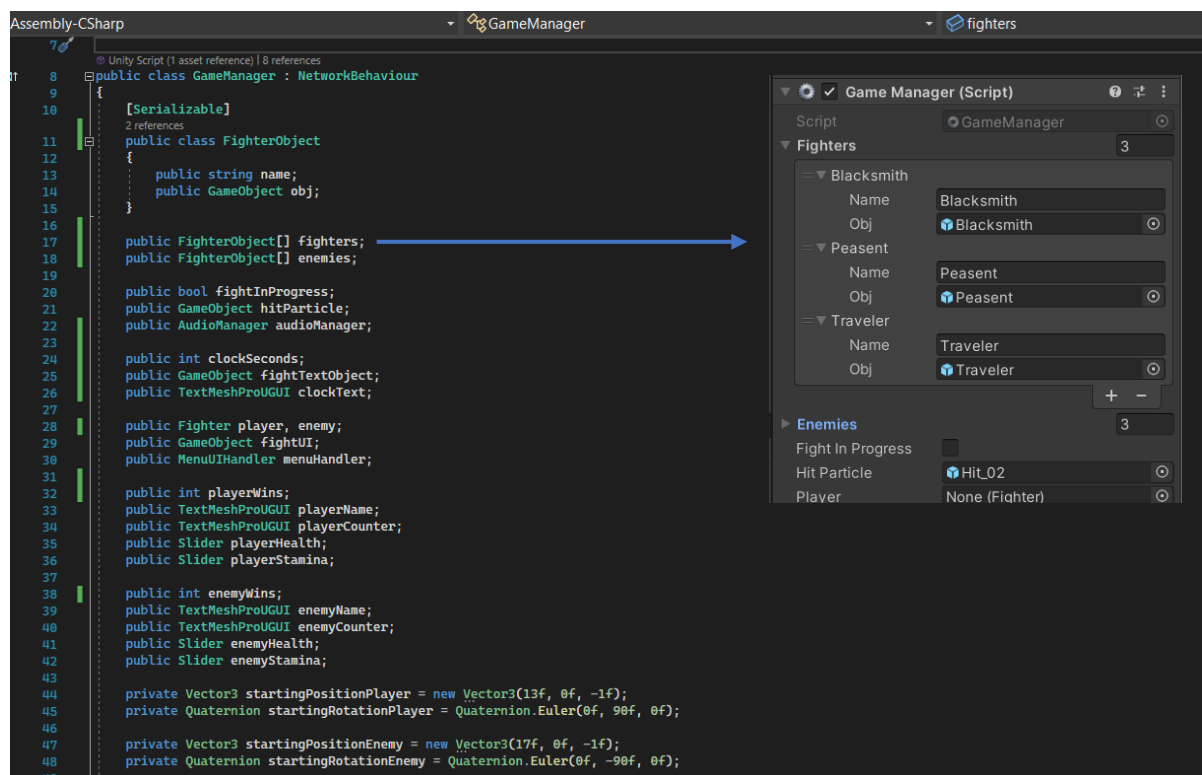 Assembly-CSharp GameManager fighters
7
Unity Script (1 asset reference) | 8 references
8 public class GameManager : NetworkBehaviour
9 {
10 [Serializable]
2 references
11 public class FighterObject
12 {
13 public string name;
14 public GameObject obj;
15 }
16
17 public FighterObject[] fighters;
18 public FighterObject[] enemies;
19
20 public bool fightInProgress;
21 public GameObject hitParticle;
22 public AudioManager audioManager;
23
24 public int clockSeconds;
25 public GameObject fightTextObject;
26 public TextMeshProUGUI clockText;
27
28 public Fighter player, enemy;
29 public GameObject fightUI;
30 public MenuUIHandler menuHandler;
31
32 public int playerWins;
33 public TextMeshProUGUI playerName;
34 public TextMeshProUGUI playerCounter;
35 public Slider playerHealth;
36 public Slider playerStamina;
37
38 public int enemyWins;
39 public TextMeshProUGUI enemyName;
40 public TextMeshProUGUI enemyCounter;
41 public Slider enemyHealth;
42 public Slider enemyStamina;
43
44 private Vector3 startingPositionPlayer = new Vector3(13f, 0f, -1f);
45 private Quaternion startingRotationPlayer = Quaternion.Euler(0f, 90f, 0f);
46
47 private Vector3 startingPositionEnemy = new Vector3(17f, 0f, -1f);
48 private Quaternion startingRotationEnemy = Quaternion.Euler(0f, -90f, 0f);
Game Manager (Script)
Script GameManager
Fighters 3
Blacksmith
Name Blacksmith
Obj Blacksmith
Peasent
Name Peasent
Obj Peasent
Traveler
Name Traveler
Obj Traveler
+ −
Enemies 3
Fight In Progress
Hit Particle Hit_02
Player None (Fighter)